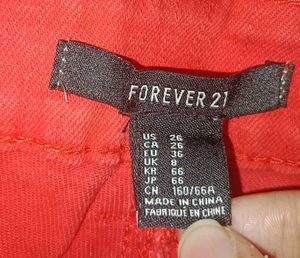 FOREVER 21
US 26
CA 26
EU 36
UK 8
KR 66
JP 66
CN 160/66A
MADE IN CHINA
FABRIQUÉ EN CHINE